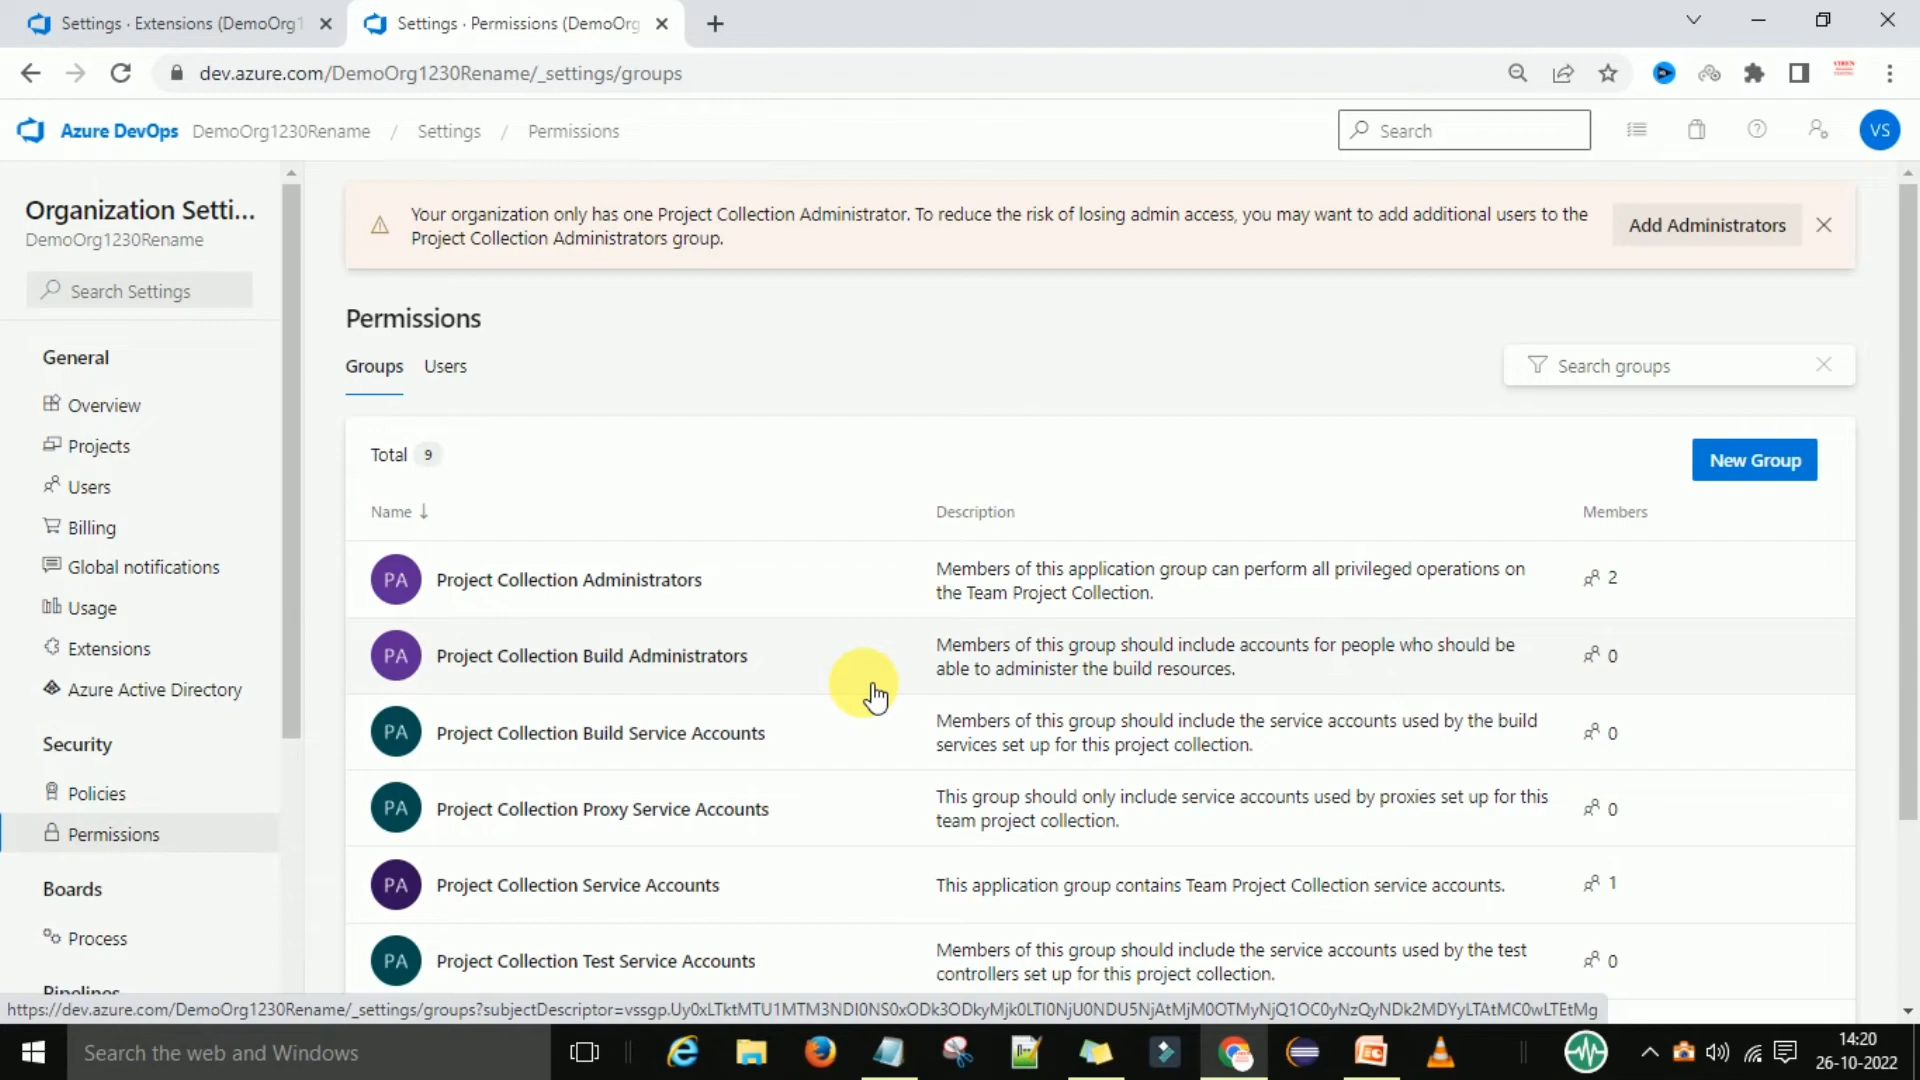 Settings · Extensions (DemoOrg1
Settings · Permissions (DemoOrg
dev.azure.com/DemoOrg1230Rename/_settings/groups
Azure DevOps DemoOrg1230Rename / Settings / Permissions
Search
VS
Organization Setti...
DemoOrg1230Rename
Search Settings
General
Overview
Projects
Users
Billing
Global notifications
Usage
Extensions
Azure Active Directory
Security
Policies
Permissions
Boards
Process
Pipelines
Your organization only has one Project Collection Administrator. To reduce the risk of losing admin access, you may want to add additional users to the
Project Collection Administrators group.
Add Administrators
Permissions
Groups Users
Search groups
Total 9
New Group
Name Description Members
PA Project Collection Administrators
Members of this application group can perform all privileged operations on
the Team Project Collection.
2
PA Project Collection Build Administrators
Members of this group should include accounts for people who should be
able to administer the build resources.
0
PA Project Collection Build Service Accounts
Members of this group should include the service accounts used by the build
services set up for this project collection.
0
PA Project Collection Proxy Service Accounts
This group should only include service accounts used by proxies set up for this
team project collection.
0
PA Project Collection Service Accounts
This application group contains Team Project Collection service accounts.
1
PA Project Collection Test Service Accounts
Members of this group should include the service accounts used by the test
controllers set up for this project collection.
0
Search the web and Windows
14:20
26-10-2022